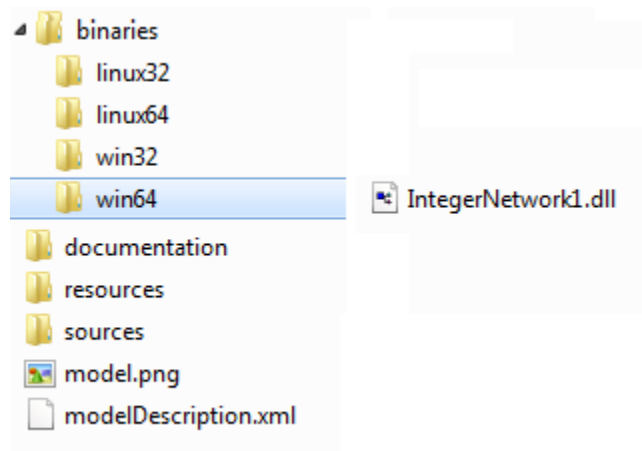 binaries
linux32
linux64
win32
win64
IntegerNetwork1.dll
documentation
resources
sources
model.png
modelDescription.xml